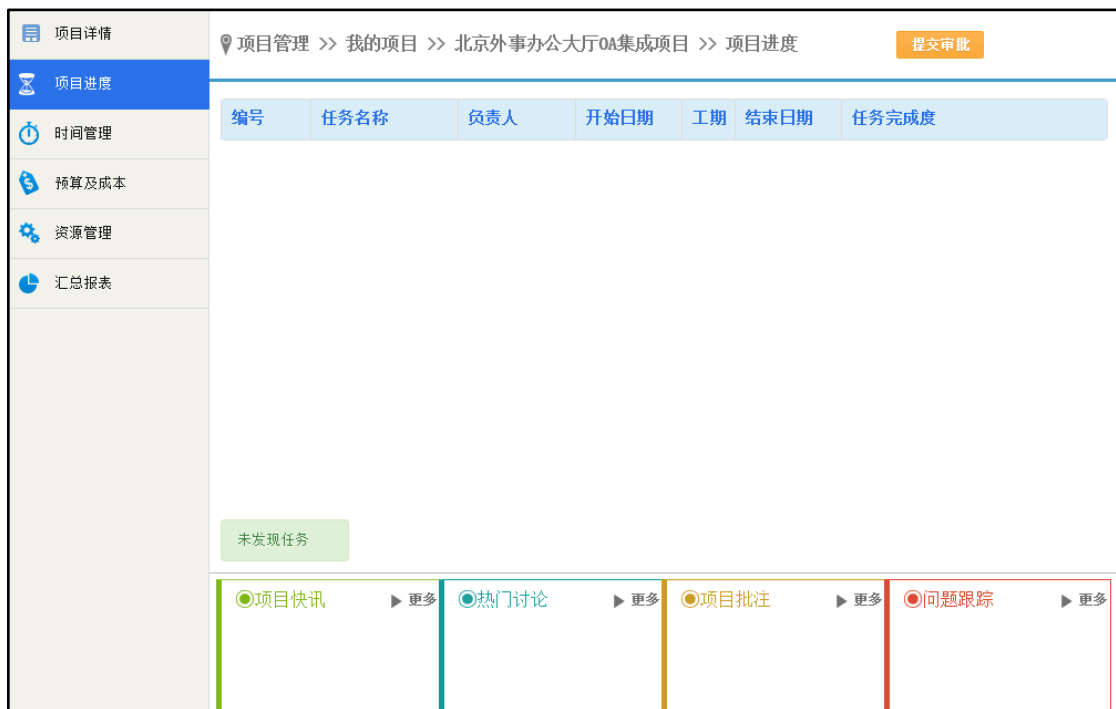 项目详情
项目进度
时间管理
预算及成本
资源管理
汇总报表
项目管理 >> 我的项目 >> 北京外事办公大厅OA集成项目 >> 项目进度
提交审批
编号 任务名称 负责人 开始日期 工期 结束日期 任务完成度
未发现任务
项目快讯 更多 热门讨论 更多 项目批注 更多 问题跟踪 更多